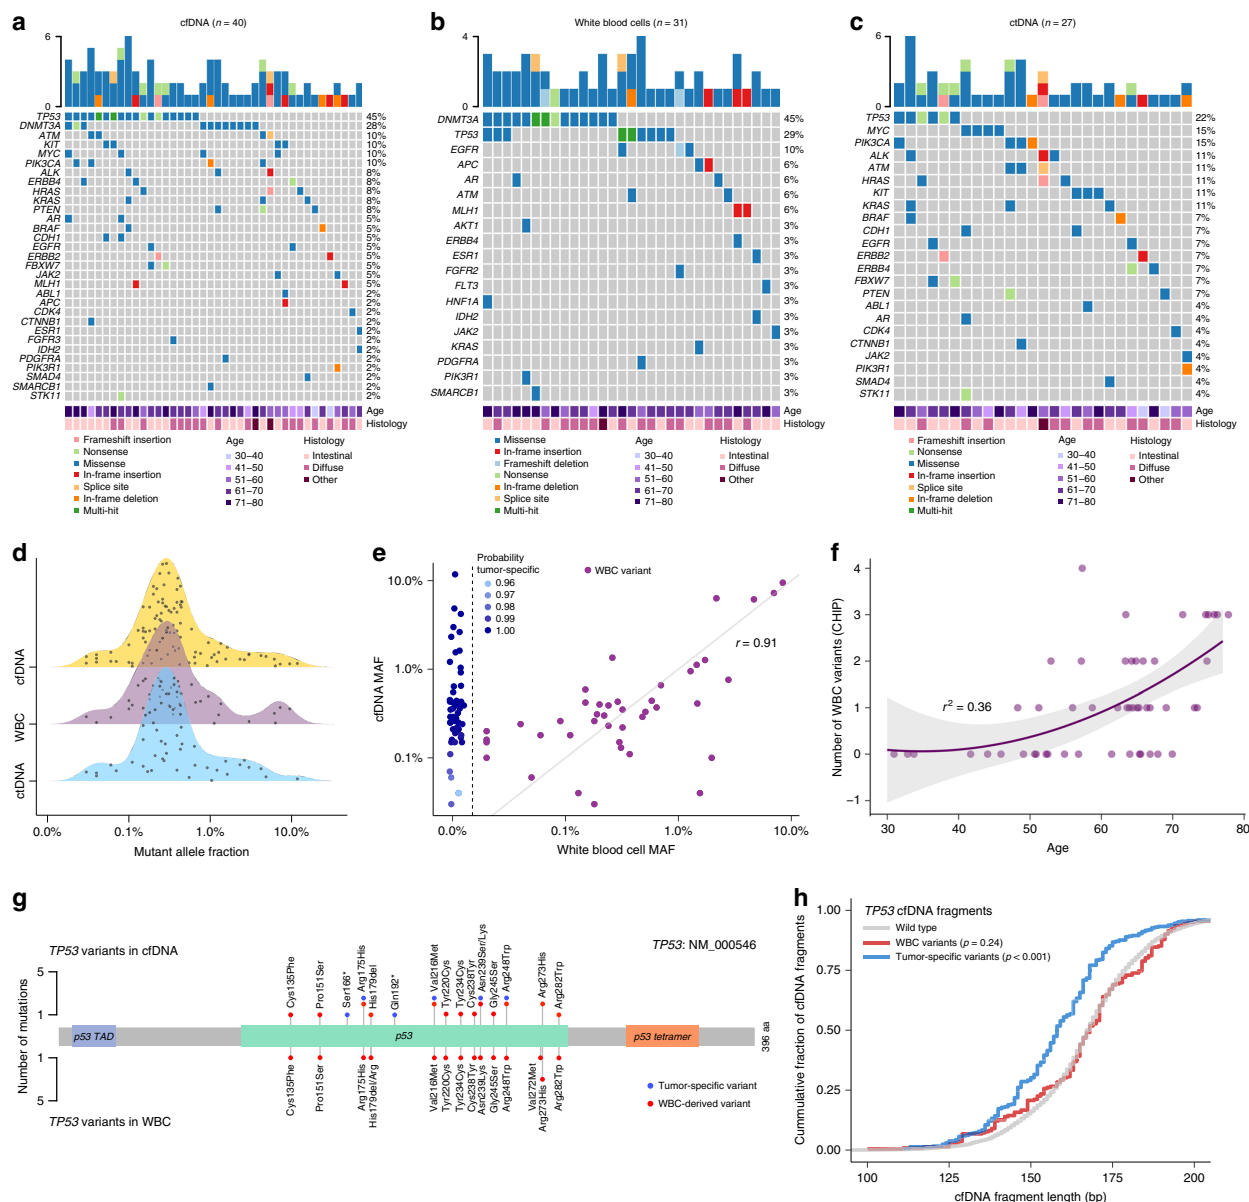 a
cfDNA (n = 40)
6
0
TP53 45%
DNMT3A 28%
ATM 10%
KIT 10%
MYC 10%
PIK3CA 10%
ALK 8%
ERBB4 8%
HRAS 8%
KRAS 8%
PTEN 8%
AR 5%
BRAF 5%
CDH1 5%
EGFR 5%
ERBB2 5%
FBXW7 5%
JAK2 5%
MLH1 5%
ABL1 2%
APC 2%
CDK4 2%
CTNNB1 2%
ESR1 2%
FGFR3 2%
IDH2 2%
PDGFRA 2%
PIK3R1 2%
SMAD4 2%
SMARCB1 2%
STK11 2%
Age
Histology
Frameshift insertion
Nonsense
Missense
In-frame insertion
Splice site
In-frame deletion
Multi-hit
Age
30–40
41–50
51–60
61–70
71–80
Histology
Intestinal
Diffuse
Other
b
White blood cells (n = 31)
4
0
DNMT3A 45%
TP53 29%
EGFR 10%
APC 6%
AR 6%
ATM 6%
MLH1 6%
AKT1 3%
ERBB4 3%
ESR1 3%
FGFR2 3%
FLT3 3%
HNF1A 3%
IDH2 3%
JAK2 3%
KRAS 3%
PDGFRA 3%
PIK3R1 3%
SMARCB1 3%
Age
Histology
Missense
In-frame insertion
Frameshift deletion
Nonsense
In-frame deletion
Splice site
Multi-hit
Age
30–40
41–50
51–60
61–70
71–80
Histology
Intestinal
Diffuse
Other
c
ctDNA (n = 27)
6
0
TP53 22%
MYC 15%
PIK3CA 15%
ALK 11%
ATM 11%
HRAS 11%
KIT 11%
KRAS 11%
BRAF 7%
CDH1 7%
EGFR 7%
ERBB2 7%
ERBB4 7%
FBXW7 7%
PTEN 7%
ABL1 4%
AR 4%
CDK4 4%
CTNNB1 4%
JAK2 4%
PIK3R1 4%
SMAD4 4%
STK11 4%
Age
Histology
Frameshift insertion
Nonsense
Missense
In-frame insertion
Splice site
In-frame deletion
Multi-hit
Age
30–40
41–50
51–60
61–70
71–80
Histology
Intestinal
Diffuse
Other
d
cfDNA
WBC
ctDNA
0.0% 0.1% 1.0% 10.0%
Mutant allele fraction
e
Probability
tumor-specific
0.96
0.97
0.98
0.99
1.00
WBC variant
r = 0.91
cfDNA MAF
10.0%
1.0%
0.1%
0.0% 0.1% 1.0% 10.0%
White blood cell MAF
f
Number of WBC variants (CHIP)
4
3
2
1
0
−1
r² = 0.36
30 40 50 60 70 80
Age
g
TP53 variants in cfDNA
TP53: NM_000546
Number of mutations
5
1
1
5
Cys135Phe
Pro151Ser
Ser166*
Arg175His
His179del
Gln192*
Val216Met
Tyr220Cys
Tyr234Cys
Cys238Tyr
Asn239Ser/Lys
Gly245Ser
Arg248Trp
Arg273His
Arg282Trp
p53 TAD
p53
p53 tetramer
396 aa
Cys135Phe
Pro151Ser
Arg175His
His179del/Arg
Val216Met
Tyr220Cys
Tyr234Cys
Cys238Tyr
Asn239Lys
Gly245Ser
Arg248Trp
Val272Met
Arg273His
Arg282Trp
TP53 variants in WBC
Tumor-specific variant
WBC-derived variant
h
TP53 cfDNA fragments
Wild type
WBC variants (p = 0.24)
Tumor-specific variants (p < 0.001)
Cummulative fraction of cfDNA fragments
1.00
0.75
0.50
0.25
0.00
100 125 150 175 200
cfDNA fragment length (bp)